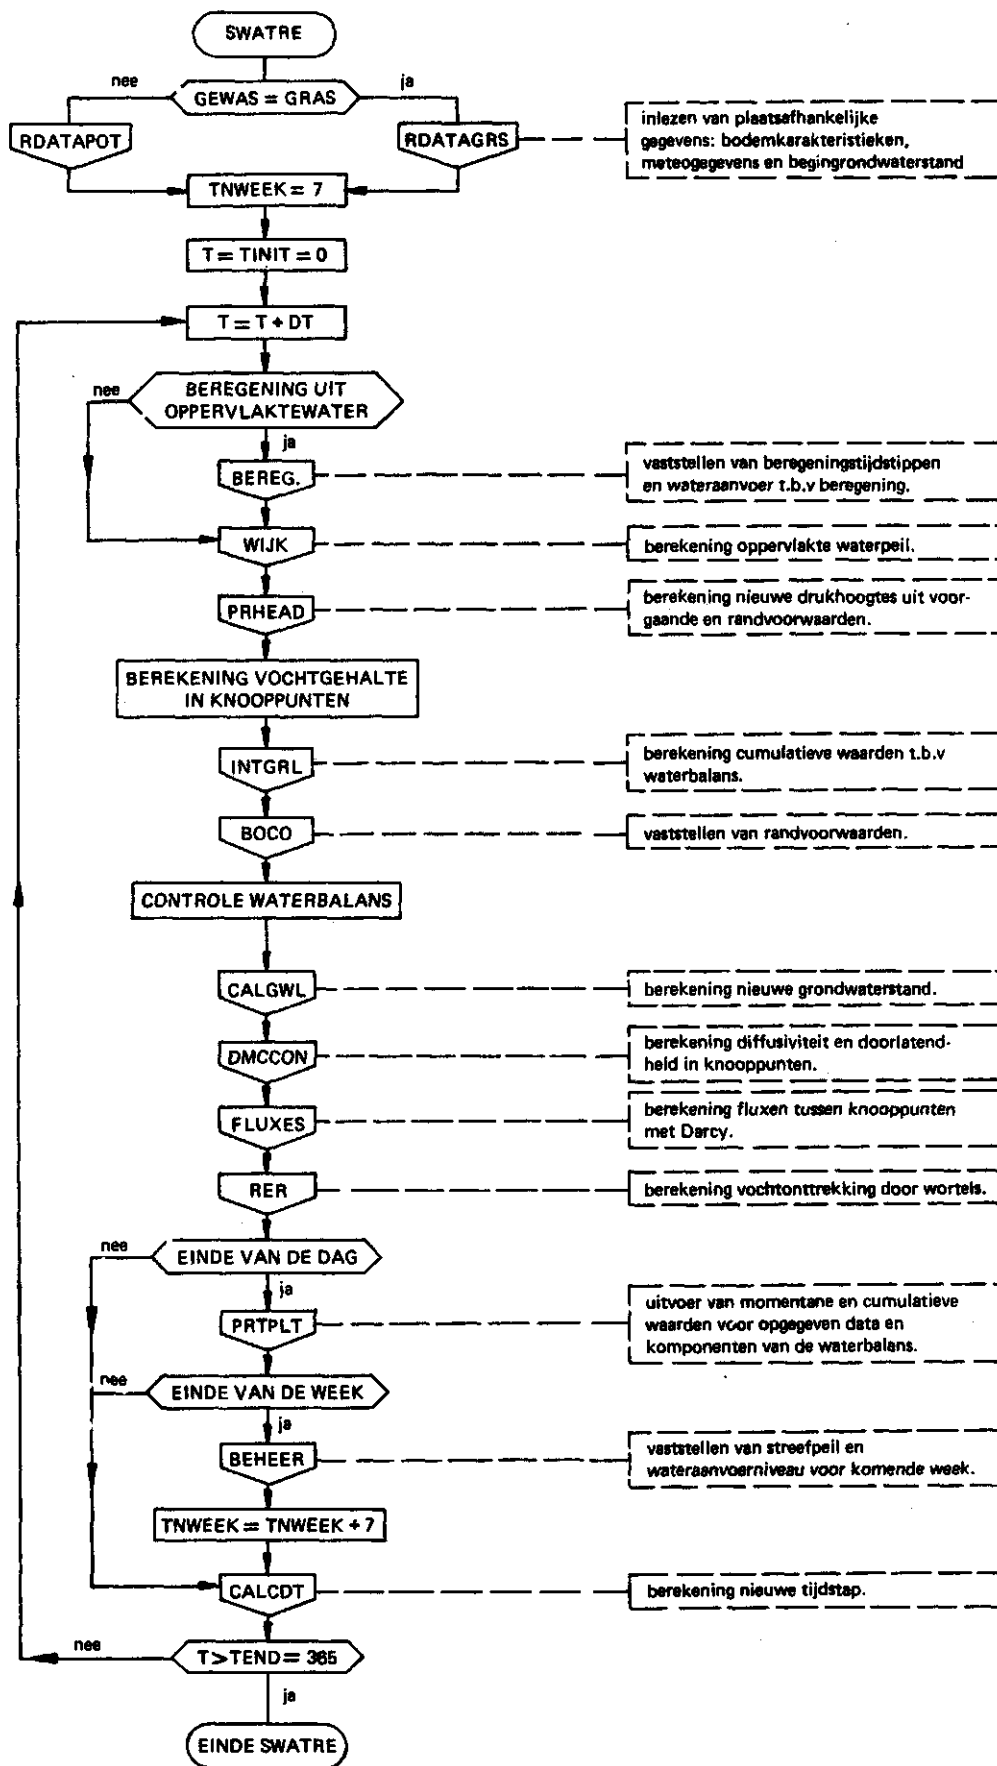 SWATRE
nee
ja
GEWAS = GRAS
RDATAPOT
RDATAGRS
inlezen van plaatsafhankelijke
gegevens: bodemkarakteristieken,
meteogegevens en begingrondwaterstand
TNWEEK = 7
T = TINIT = 0
T = T + DT
nee
BEREGENING UIT
OPPERVLAKTEWATER
ja
BEREG.
vaststellen van beregeningstijdstippen
en wateraanvoer t.b.v beregening.
WIJK
berekening oppervlakte waterpeil.
PRHEAD
berekening nieuwe drukhoogtes uit voor-
gaande en randvoorwaarden.
BEREKENING VOCHTGEHALTE
IN KNOOPPUNTEN
INTGRL
berekening cumulatieve waarden t.b.v
waterbalans.
BOCO
vaststellen van randvoorwaarden.
CONTROLE WATERBALANS
CALGWL
berekening nieuwe grondwaterstand.
DMCCON
berekening diffusiviteit en doorlatend-
heid in knooppunten.
FLUXES
berekening fluxen tussen knooppunten
met Darcy.
RER
berekening vochtonttrekking door wortels.
nee
EINDE VAN DE DAG
ja
PRTPLT
uitvoer van momentane en cumulatieve
waarden voor opgegeven data en
komponenten van de waterbalans.
nee
EINDE VAN DE WEEK
ja
BEHEER
vaststellen van streefpeil en
wateraanvoerniveau voor komende week.
TNWEEK = TNWEEK + 7
CALCDT
berekening nieuwe tijdstap.
nee
T > TEND = 365
ja
EINDE SWATRE